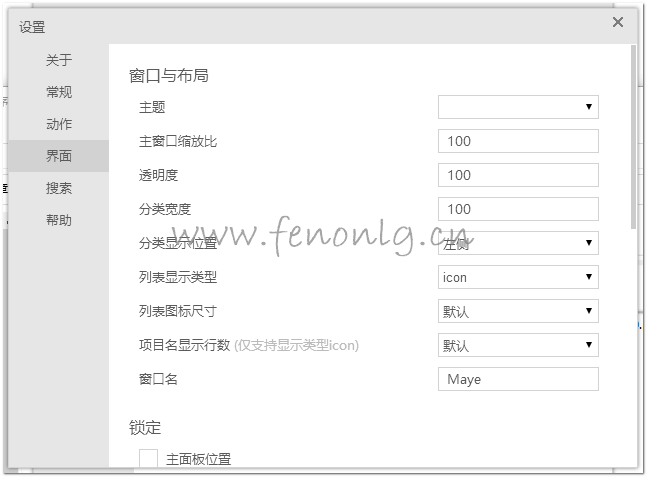 设置
关于
常规
动作
界面
搜索
帮助
窗口与布局
主题
主窗口缩放比 100
透明度 100
分类宽度 100
www.fenonlg.cn
分类显示位置 左侧
列表显示类型 icon
列表图标尺寸 默认
项目名显示行数 (仅支持显示类型icon) 默认
窗口名 Maye
锁定
主面板位置